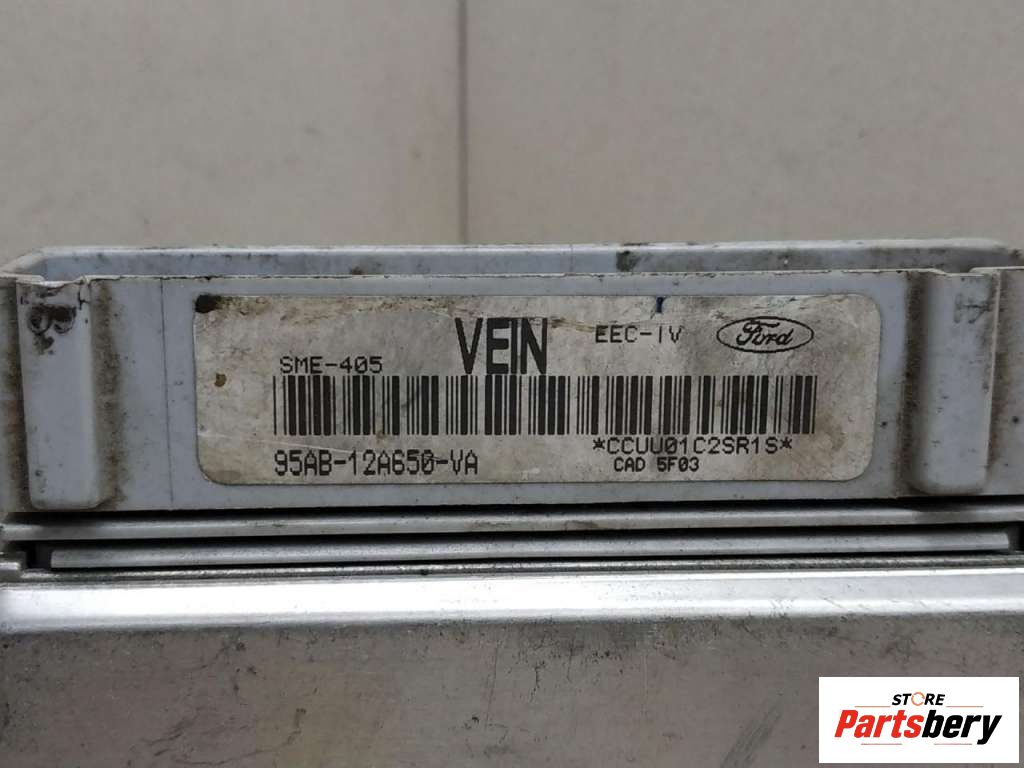 VEIN
EEC-IV
Ford
SME-405
*CCUU01C2SR1S*
95AB-12A650-VA
CAD 5F03
STORE
Partsbery